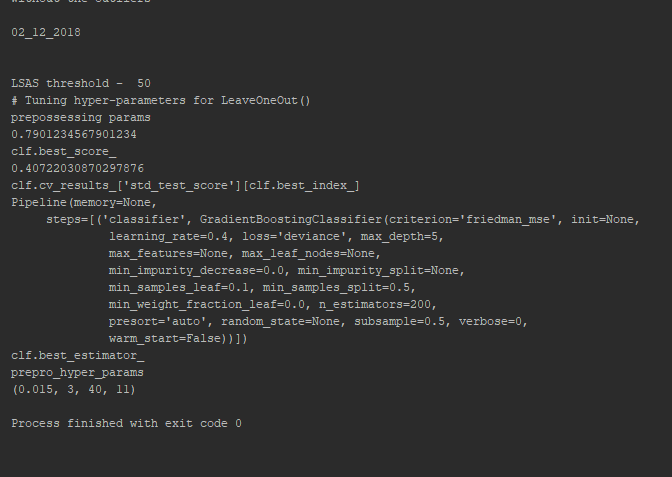 without the outliers
02_12_2018
LSAS threshold -  50
# Tuning hyper-parameters for LeaveOneOut()
prepossessing params
0.7901234567901234
clf.best_score_
0.40722030870297876
clf.cv_results_['std_test_score'][clf.best_index_]
Pipeline(memory=None,
     steps=[('classifier', GradientBoostingClassifier(criterion='friedman_mse', init=None,
              learning_rate=0.4, loss='deviance', max_depth=5,
              max_features=None, max_leaf_nodes=None,
              min_impurity_decrease=0.0, min_impurity_split=None,
              min_samples_leaf=0.1, min_samples_split=0.5,
              min_weight_fraction_leaf=0.0, n_estimators=200,
              presort='auto', random_state=None, subsample=0.5, verbose=0,
              warm_start=False))])
clf.best_estimator_
prepro_hyper_params
(0.015, 3, 40, 11)
Process finished with exit code 0